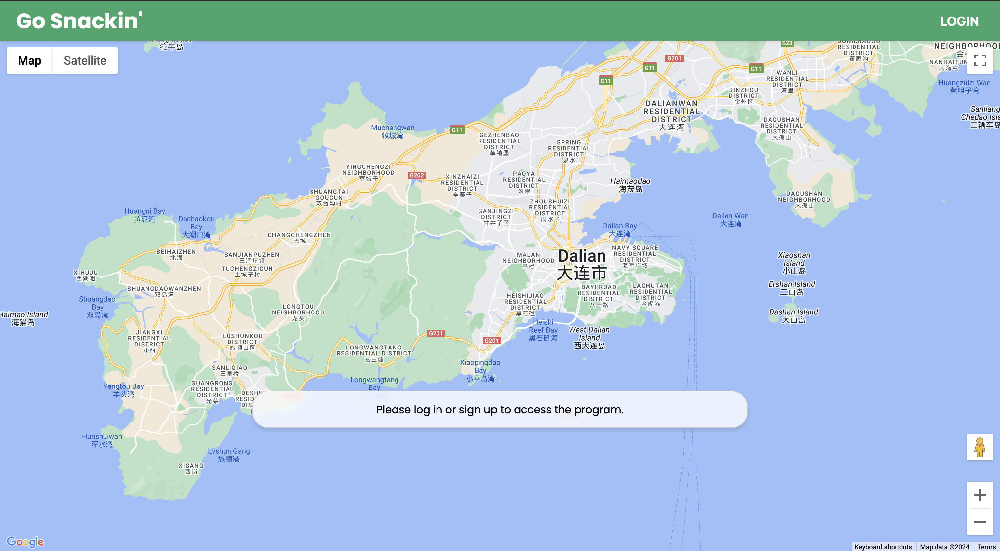 Go Snackin'
LOGIN
Map
Satellite
牤牛岛
S23
RESIDENTIAL
DISTRICT
董家沟
NEIGHBORHOOD
NANHAITUN
南海屯
G201
G11
G11
G11
WANLI
RESIDENTIAL
DISTRICT
湾里
Huangzuizi Wan
黄咀子湾
JINZHOU
DISTRICT
金州区
DALIANWAN
RESIDENTIAL
DISTRICT
大连湾
Sanliang
Chedao Isla
三辆车岛
DAGUSHAN
RESIDENTIAL
DISTRICT
大孤山
Muchengwan
牧城湾
G11
GEZHENBAO
RESIDENTIAL
DISTRICT
革镇堡
SPRING
RESIDENTIAL
DISTRICT
泉水
YINGCHENGZI
NEIGHBORHOOD
营城子
G202
XINZHAIZI
RESIDENTIAL
DISTRICT
辛寨子
PAOYA
RESIDENTIAL
DISTRICT
泡崖
Haimaodao
海茂岛
SHUANGTAI
GOUCUN
双台沟村
DAGUSHAN
NEIGHBORHOOD
大孤山
ZHOUSHUIZI
RESIDENTIAL
DISTRICT
周水子
Huangni Bay
黄泥湾
Dachaokou
Bay
大潮口湾
GANJINGZI
DISTRICT
甘井子区
Dalian Wan
大连湾
Dalian Bay
大连湾
CHANGCHENGZHEN
长城
BEIHAIZHEN
北海
SANJIANPUZHEN
三涧堡镇
TUCHENGZICUN
土城子村
MALAN
NEIGHBORHOOD
马栏
Dalian
大连市
NAVY SQUARE
RESIDENTIAL
DISTRICT
海军广场
Xiaoshan
Island
小山岛
XIHUJU
西湖咀
SHUANGDAOWANZHEN
双岛湾
Ershan Island
二山岛
BAYI ROAD
RESIDENTIAL
DISTRICT
八一路
LAOHUTAN
RESIDENTIAL
DISTRICT
老虎滩
Shuangdao
Bay
双岛湾
HEISHIJIAO
RESIDENTIAL
DISTRICT
黑石礁
LONGTOU
NEIGHBORHOOD
龙头
Haimao Island
海猫岛
Dashan Island
大山岛
Heishi
Reef Bay
黑石礁湾
West Dalian
Island
西大连岛
JIANGXI
RESIDENTIAL
DISTRICT
江西
LÜSHUNKOU
DISTRICT
旅顺口区
G201
G201
LONGWANGTANG
RESIDENTIAL DISTRICT
龙王塘
Xiaopingdao
Bay
小平岛湾
SANLIQIAO
三里桥
Longwangtang
Bay
Yangtou Bay
羊头湾
GUANGRONG
RESIDENTIAL
DISTRICT
光荣
Please log in or sign up to access the program.
Hunshuiwan
浑水湾
Lvshun Gang
旅顺港
XIGANG
西岗
Google
Keyboard shortcuts
Map data ©2024
Terms